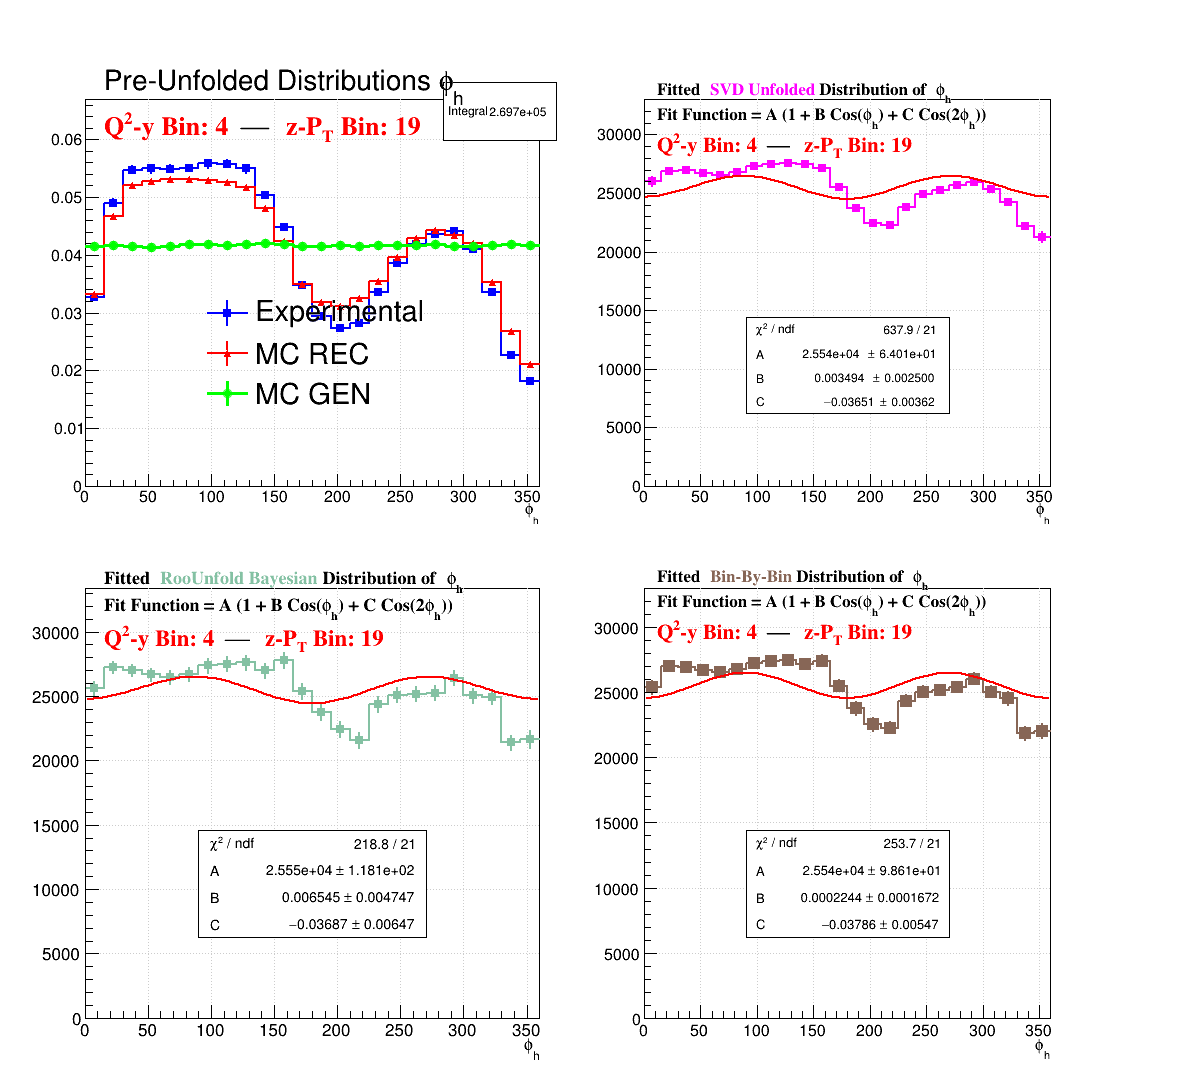 Pre-Unfolded Distributions ϕh
Integral 2.697e+05
Q2-y Bin: 4 — z-PT Bin: 19
0.06
0.05
0.04
0.03
0.02
0.01
0
Experimental
MC REC
MC GEN
0 50 100 150 200 250 300 350
ϕh
Fitted SVD Unfolded Distribution of ϕh
Fit Function = A (1 + B Cos(ϕh) + C Cos(2ϕh))
Q2-y Bin: 4 — z-PT Bin: 19
30000
25000
20000
15000
10000
5000
0
χ2 / ndf 637.9 / 21
A 2.554e+04 ± 6.401e+01
B 0.003494 ± 0.002500
C −0.03651 ± 0.00362
0 50 100 150 200 250 300 350
ϕh
Fitted RooUnfold Bayesian Distribution of ϕh
Fit Function = A (1 + B Cos(ϕh) + C Cos(2ϕh))
Q2-y Bin: 4 — z-PT Bin: 19
30000
25000
20000
15000
10000
5000
0
χ2 / ndf 218.8 / 21
A 2.555e+04 ± 1.181e+02
B 0.006545 ± 0.004747
C −0.03687 ± 0.00647
0 50 100 150 200 250 300 350
ϕh
Fitted Bin-By-Bin Distribution of ϕh
Fit Function = A (1 + B Cos(ϕh) + C Cos(2ϕh))
Q2-y Bin: 4 — z-PT Bin: 19
30000
25000
20000
15000
10000
5000
0
χ2 / ndf 253.7 / 21
A 2.554e+04 ± 9.861e+01
B 0.0002244 ± 0.0001672
C −0.03786 ± 0.00547
0 50 100 150 200 250 300 350
ϕh